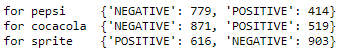 for pepsi {'NEGATIVE': 779, 'POSITIVE': 414}
for cocacola {'NEGATIVE': 871, 'POSITIVE': 519}
for sprite {'POSITIVE': 616, 'NEGATIVE': 903}